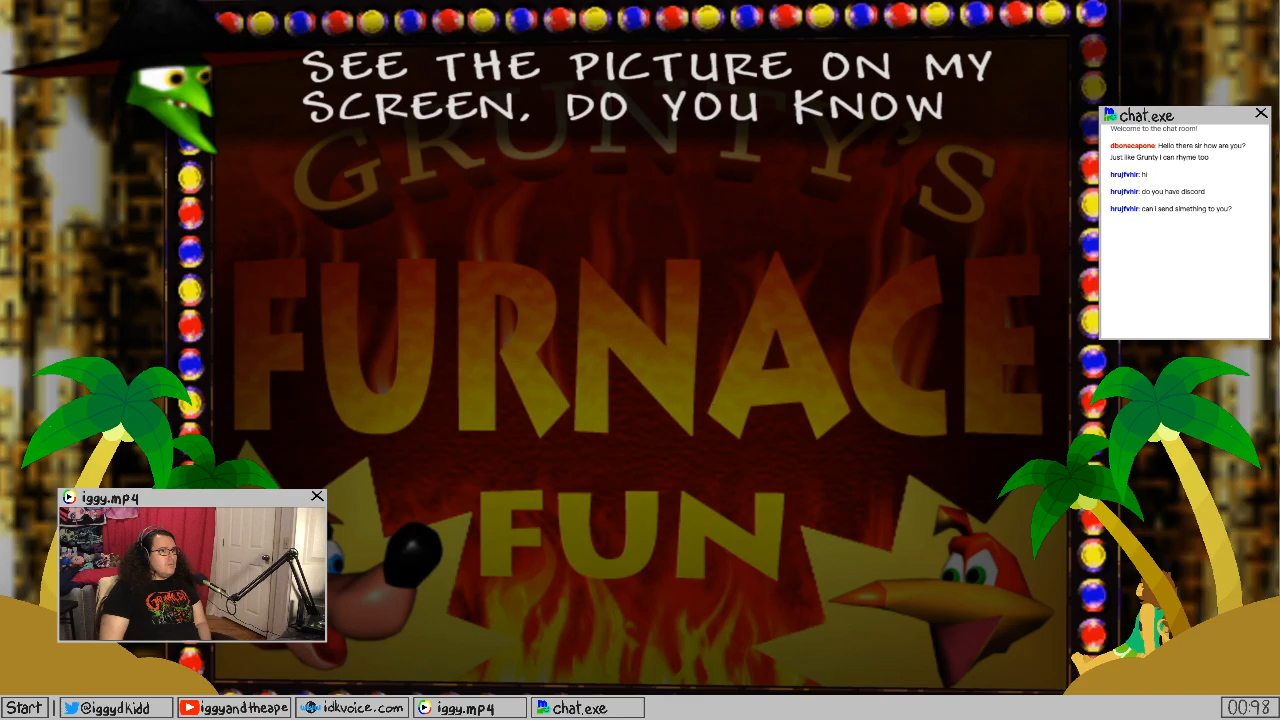 SEE THE PICTURE ON MY
SCREEN, DO YOU KNOW
GRUNTY'S
FURNACE
FUN
chat.exe
Welcome to the chat room!
dbonecapone: Hello there sir how are you?
Just like Grunty I can rhyme too
hrujfvhir: hi
hrujfvhir: do you have discord
hrujfvhir: can i send simething to you?
iggy.mp4
Start
@iggydkidd
iggyandtheape
idkvoice.com
iggy.mp4
chat.exe
00:98